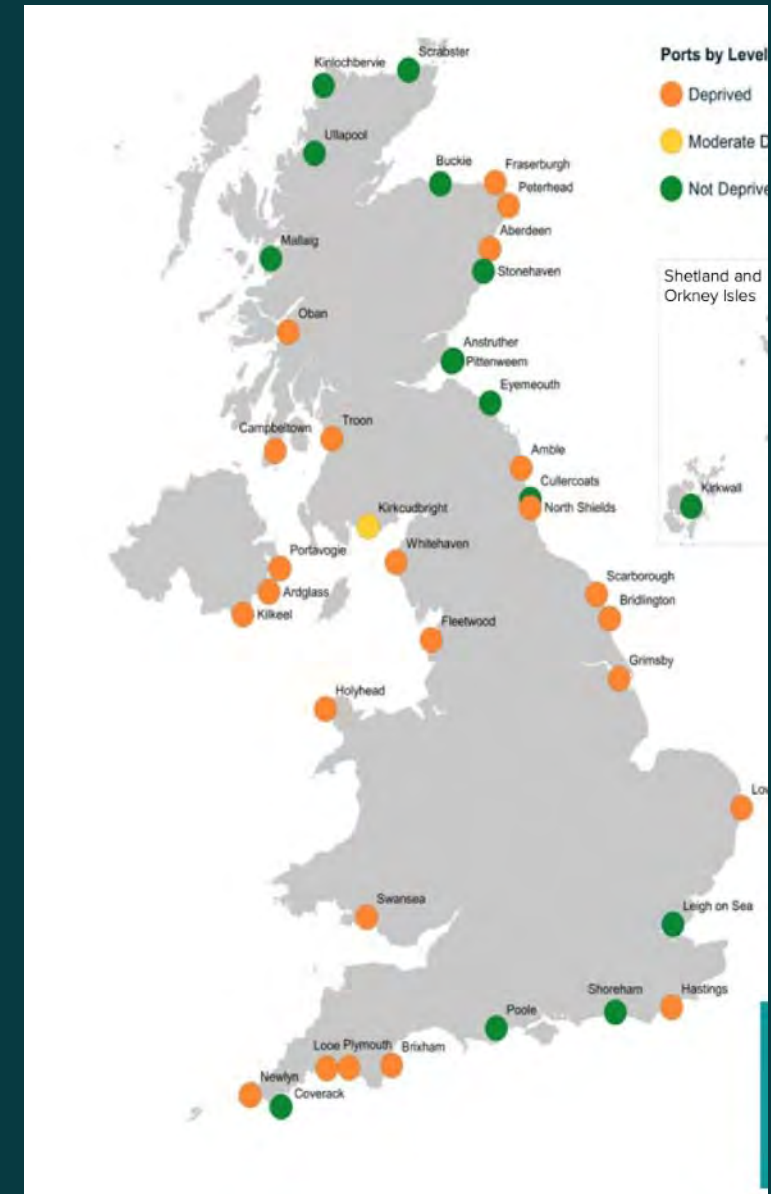 Scrabster
Kinlochbervie
Ullapool
Buckie
Fraserburgh
Peterhead
Aberdeen
Stonehaven
Mallaig
Oban
Anstruther
Pittenweem
Eyemeouth
Campbeltown
Troon
Amble
Cullercoats
North Shields
Kirkcudbright
Portavogie
Whitehaven
Ardglass
Kilkeel
Scarborough
Bridlington
Fleetwood
Grimsby
Holyhead
Lo
Swansea
Leigh on Sea
Hastings
Shoreham
Poole
Looe Plymouth Brixham
Newlyn
Coverack
Ports by Level
Deprived
Moderate D
Not Deprive
Shetland and
Orkney Isles
Kirkwall